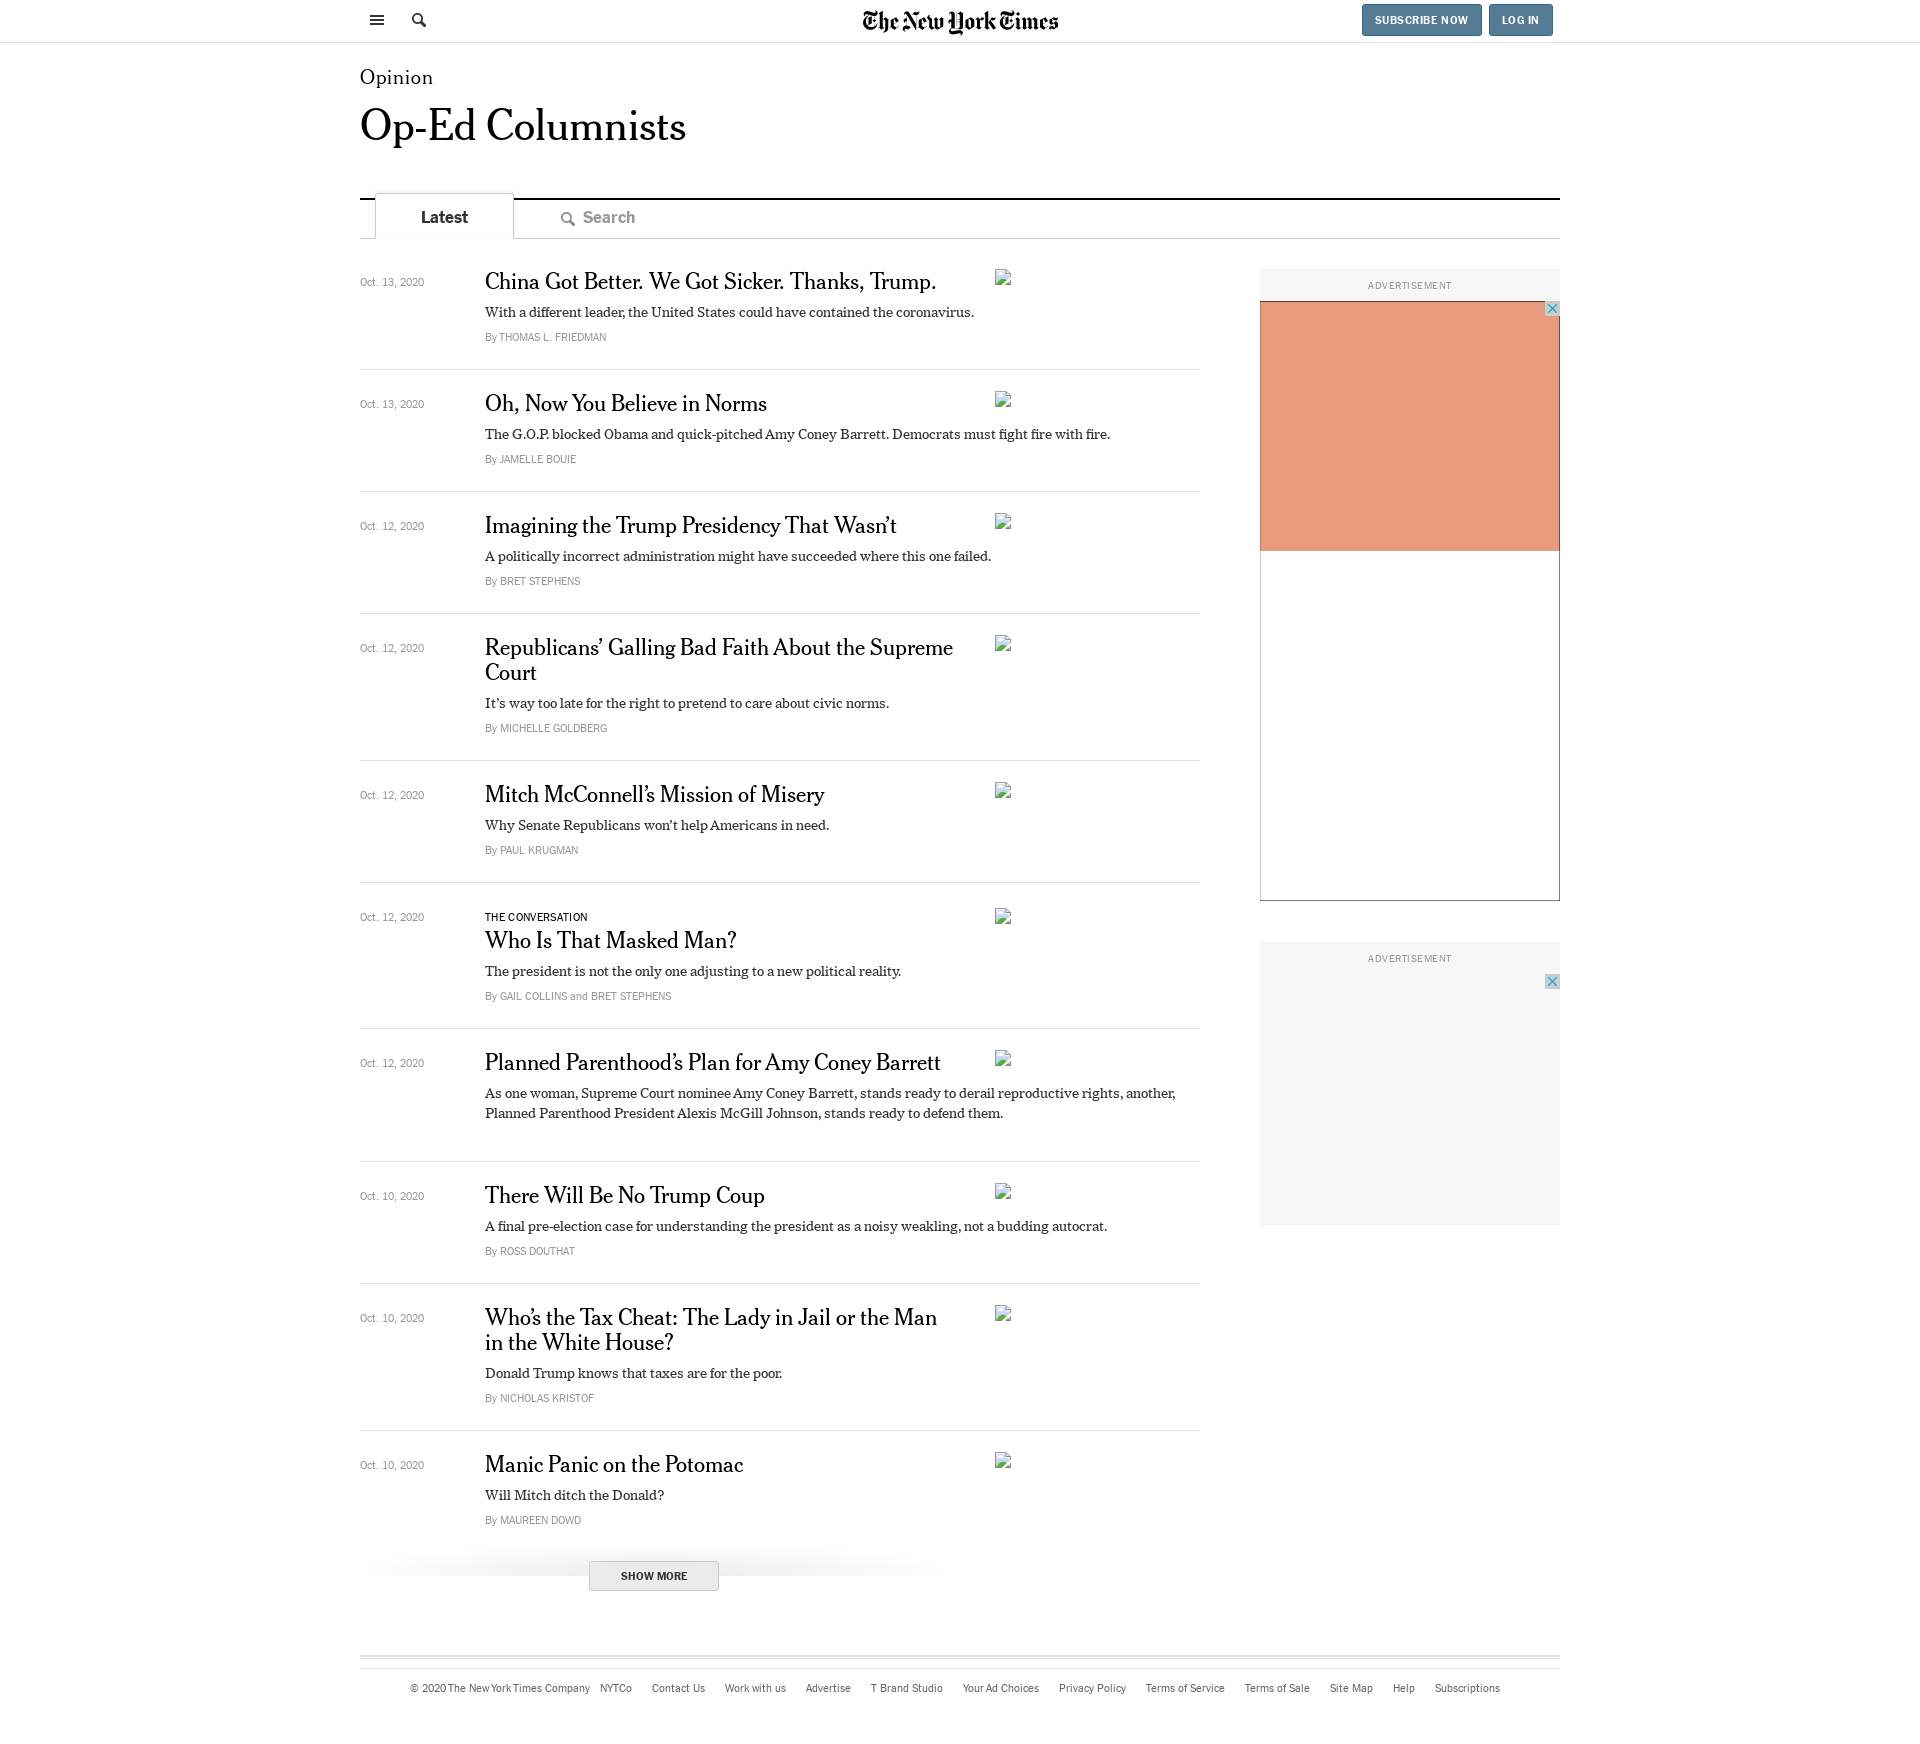 The New York Times
SUBSCRIBE NOW
LOG IN
Opinion
Op-Ed Columnists
Latest
Search
Oct. 13, 2020
China Got Better. We Got Sicker. Thanks, Trump.
With a different leader, the United States could have contained the coronavirus.
By THOMAS L. FRIEDMAN
Oct. 13, 2020
Oh, Now You Believe in Norms
The G.O.P. blocked Obama and quick-pitched Amy Coney Barrett. Democrats must fight fire with fire.
By JAMELLE BOUIE
Oct. 12, 2020
Imagining the Trump Presidency That Wasn’t
A politically incorrect administration might have succeeded where this one failed.
By BRET STEPHENS
Oct. 12, 2020
Republicans’ Galling Bad Faith About the Supreme
Court
It’s way too late for the right to pretend to care about civic norms.
By MICHELLE GOLDBERG
Oct. 12, 2020
Mitch McConnell’s Mission of Misery
Why Senate Republicans won’t help Americans in need.
By PAUL KRUGMAN
Oct. 12, 2020
THE CONVERSATION
Who Is That Masked Man?
The president is not the only one adjusting to a new political reality.
By GAIL COLLINS and BRET STEPHENS
Oct. 12, 2020
Planned Parenthood’s Plan for Amy Coney Barrett
As one woman, Supreme Court nominee Amy Coney Barrett, stands ready to derail reproductive rights, another,
Planned Parenthood President Alexis McGill Johnson, stands ready to defend them.
Oct. 10, 2020
There Will Be No Trump Coup
A final pre-election case for understanding the president as a noisy weakling, not a budding autocrat.
By ROSS DOUTHAT
Oct. 10, 2020
Who’s the Tax Cheat: The Lady in Jail or the Man
in the White House?
Donald Trump knows that taxes are for the poor.
By NICHOLAS KRISTOF
Oct. 10, 2020
Manic Panic on the Potomac
Will Mitch ditch the Donald?
By MAUREEN DOWD
SHOW MORE
ADVERTISEMENT
ADVERTISEMENT
© 2020 The New York Times Company NYTCo Contact Us Work with us Advertise T Brand Studio Your Ad Choices Privacy Policy Terms of Service Terms of Sale Site Map Help Subscriptions